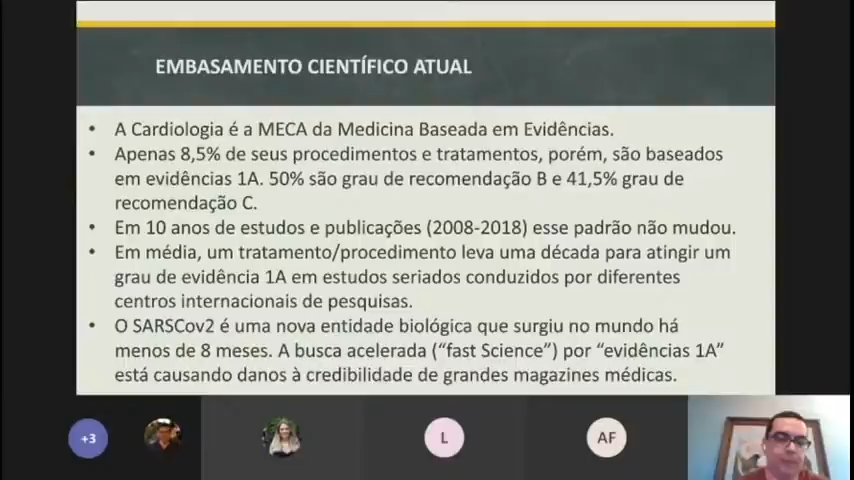 EMBASAMENTO CIENTÍFICO ATUAL
• A Cardiologia é a MECA da Medicina Baseada em Evidências.
• Apenas 8,5% de seus procedimentos e tratamentos, porém, são baseados
em evidências 1A. 50% são grau de recomendação B e 41,5% grau de
recomendação C.
• Em 10 anos de estudos e publicações (2008-2018) esse padrão não mudou.
• Em média, um tratamento/procedimento leva uma década para atingir um
grau de evidência 1A em estudos seriados conduzidos por diferentes
centros internacionais de pesquisas.
• O SARSCov2 é uma nova entidade biológica que surgiu no mundo há
menos de 8 meses. A busca acelerada (“fast Science”) por “evidências 1A”
está causando danos à credibilidade de grandes magazines médicas.
+3
L
AF